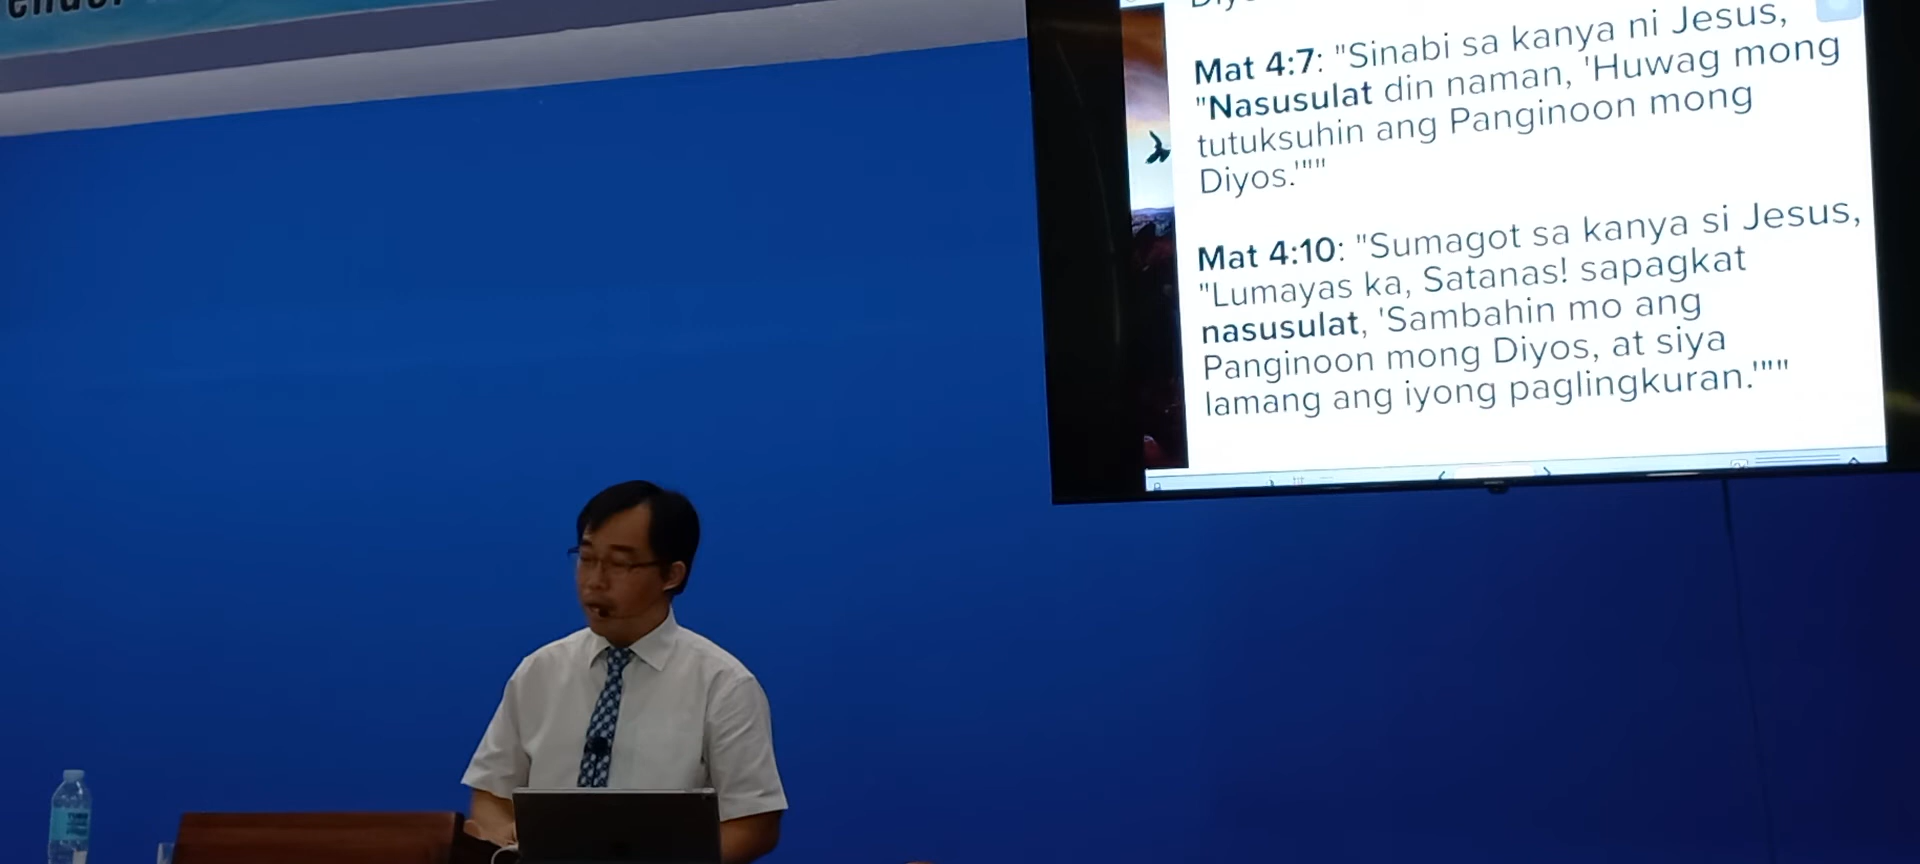 Mat 4:7: "Sinabi sa kanya ni Jesus,
"Nasusulat din naman, 'Huwag mong
tutuksuhin ang Panginoon mong
Diyos.'""
Mat 4:10: "Sumagot sa kanya si Jesus,
"Lumayas ka, Satanas! sapagkat
nasusulat, 'Sambahin mo ang
Panginoon mong Diyos, at siya
lamang ang iyong paglingkuran.'""